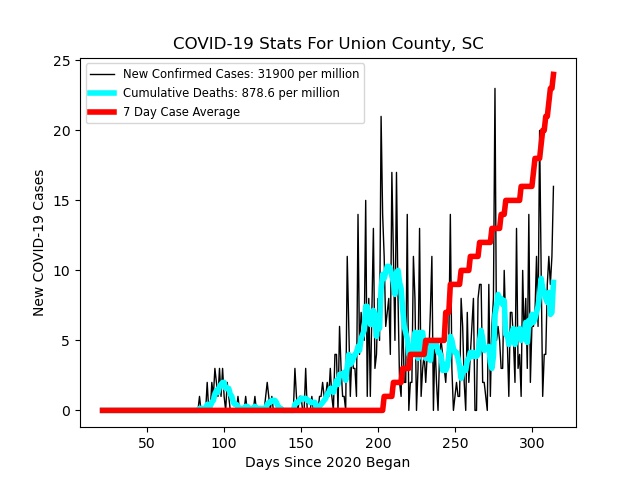 COVID-19 Stats For Union County, SC
New Confirmed Cases: 31900 per million
Cumulative Deaths: 878.6 per million
7 Day Case Average
New COVID-19 Cases
25
20
15
10
5
0
50 100 150 200 250 300
Days Since 2020 Began